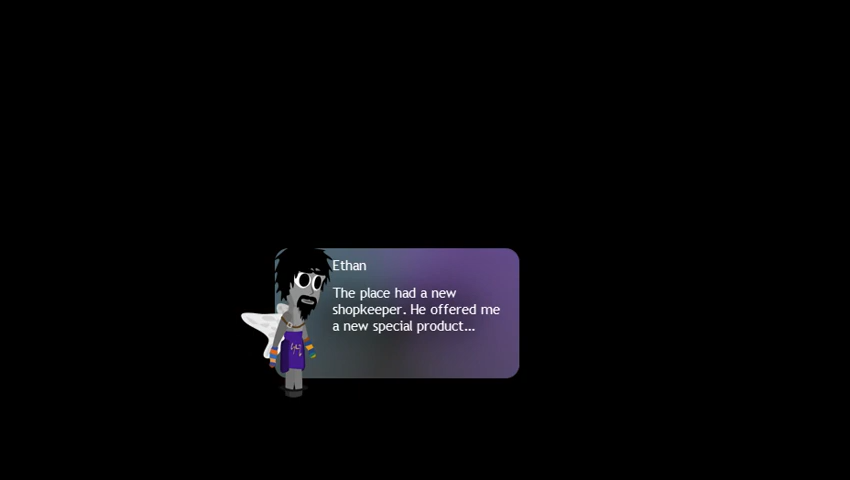 Ethan
The place had a new
shopkeeper. He offered me
a new special product...